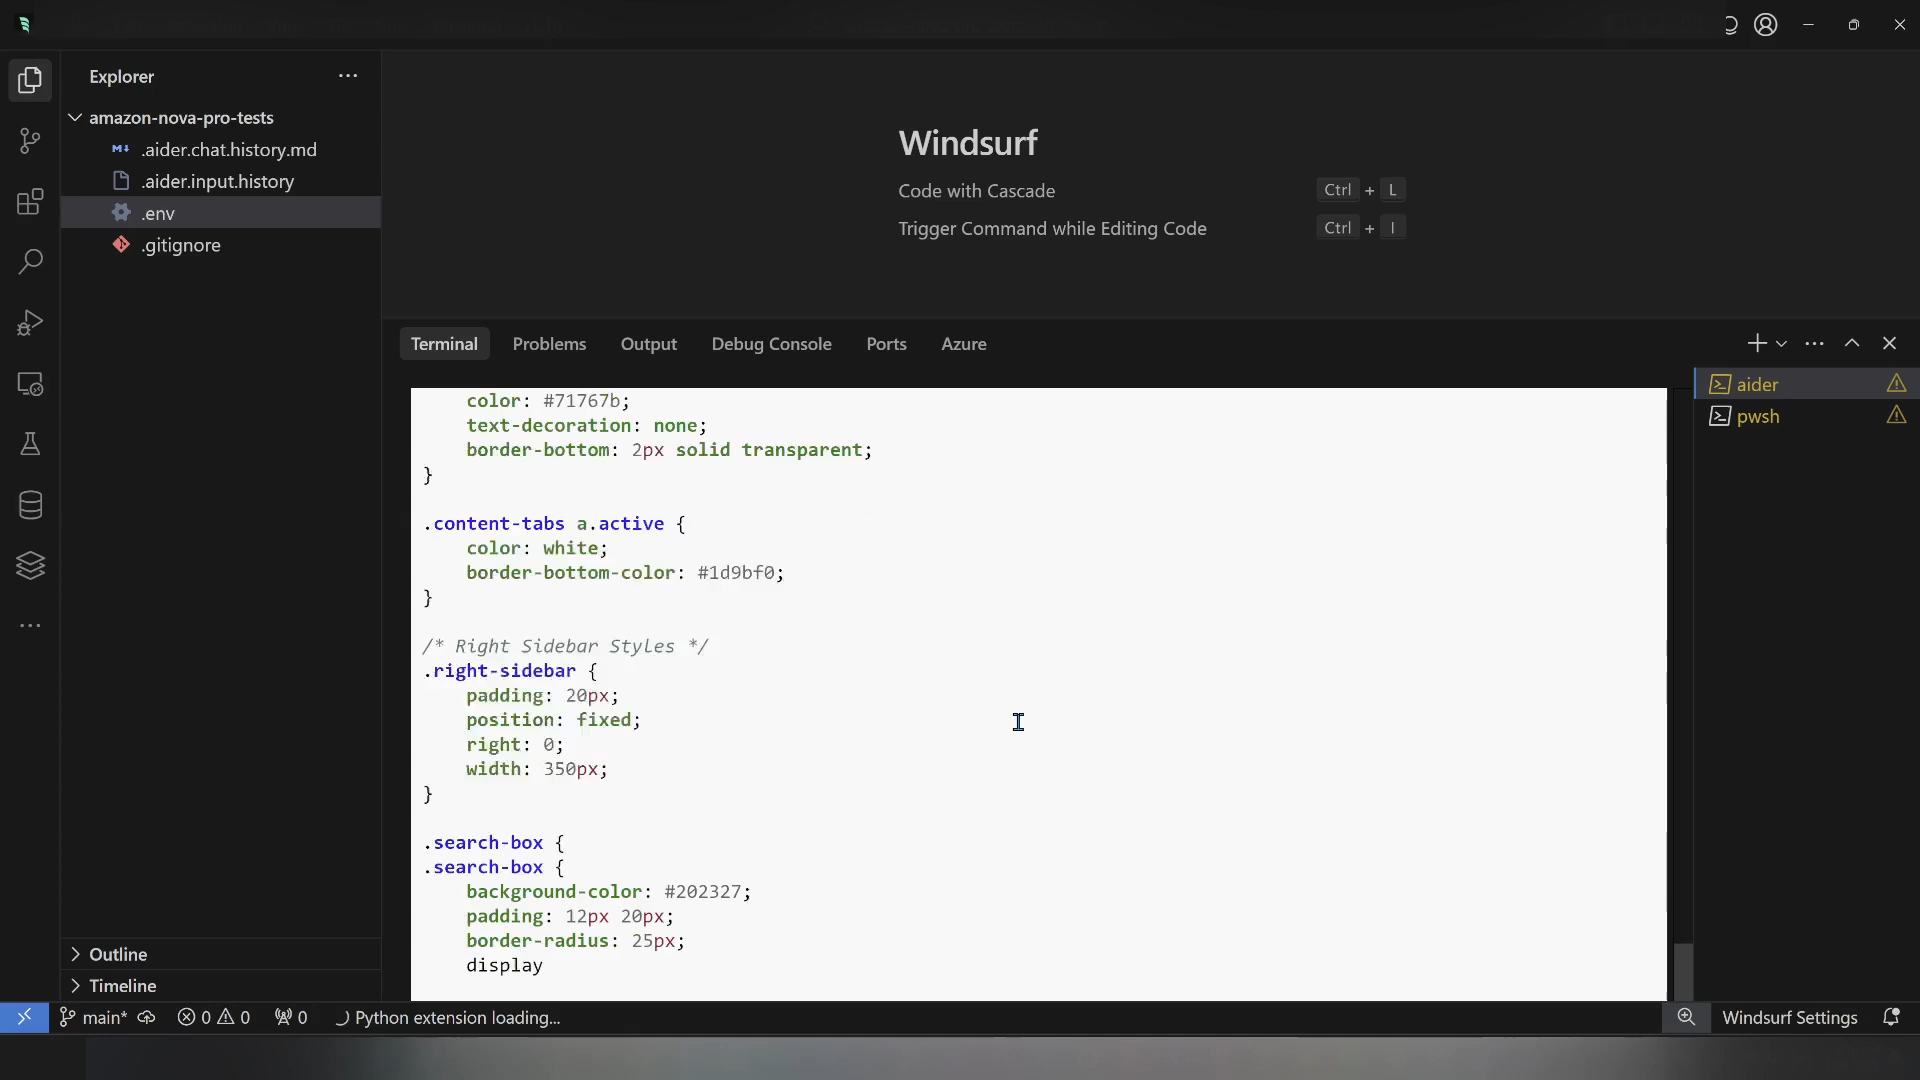 Explorer
amazon-nova-pro-tests
.aider.chat.history.md
.aider.input.history
.env
.gitignore
Outline
Timeline
Windsurf
Code with Cascade Ctrl + L
Trigger Command while Editing Code Ctrl + I
Terminal Problems Output Debug Console Ports Azure
color: #71767b;
text-decoration: none;
border-bottom: 2px solid transparent;
}
.content-tabs a.active {
color: white;
border-bottom-color: #1d9bf0;
}
/* Right Sidebar Styles */
.right-sidebar {
padding: 20px;
position: fixed;
right: 0;
width: 350px;
}
.search-box {
.search-box {
background-color: #202327;
padding: 12px 20px;
border-radius: 25px;
display
aider
pwsh
main* 0 0 0 Python extension loading... Windsurf Settings